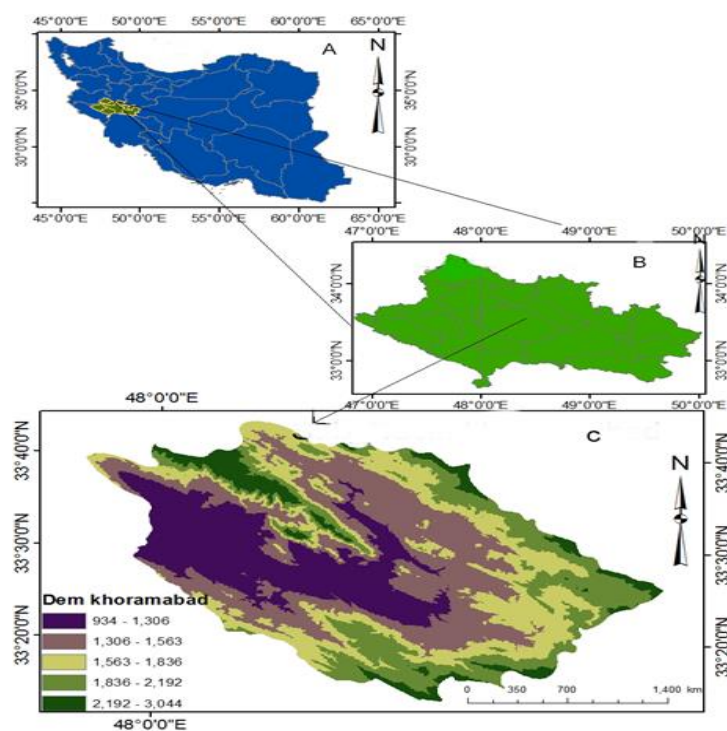 45°0'0"E 50°0'0"E 55°0'0"E 60°0'0"E 65°0'0"E
A
N
35°0'0"N
30°0'0"N
35°0'0"N
30°0'0"N
45°0'0"E 50°0'0"E 55°0'0"E 60°0'0"E 65°0'0"E
47°0'0"E 48°0'0"E 49°0'0"E 50°0'0"E
B
N
34°0'0"N
33°0'0"N
34°0'0"N
33°0'0"N
47°0'0"E 48°0'0"E 49°0'0"E 50°0'0"E
48°0'0"E
C
N
33°40'0"N
33°30'0"N
33°20'0"N
33°40'0"N
33°30'0"N
33°20'0"N
Dem khoramabad
934 - 1,306
1,306 - 1,563
1,563 - 1,836
1,836 - 2,192
2,192 - 3,044
0 350 700 1,400 km
48°0'0"E